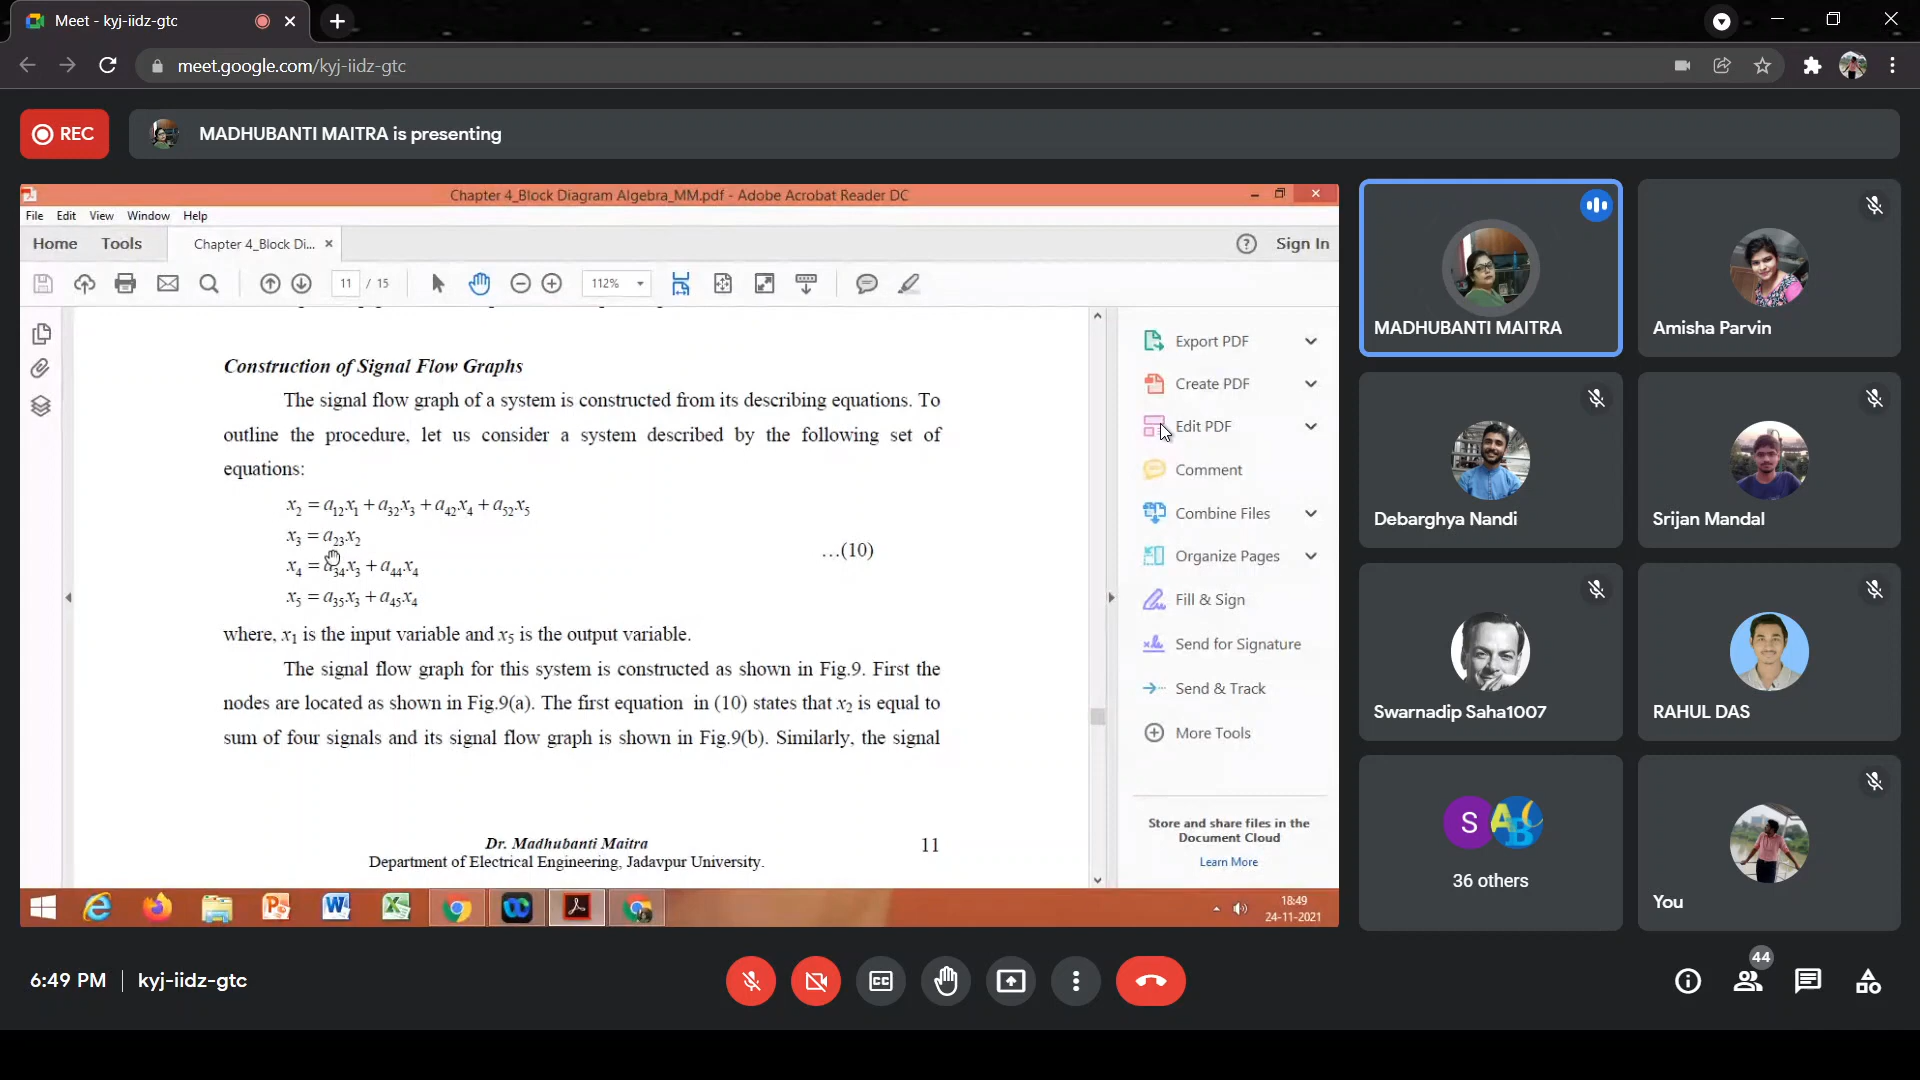 Meet - kyj-iidz-gtc
meet.google.com/kyj-iidz-gtc
REC
MADHUBANTI MAITRA is presenting
Chapter 4_Block Diagram Algebra_MM.pdf - Adobe Acrobat Reader DC
File Edit View Window Help
Home Tools Chapter 4_Block Di... Sign In
11 / 15 112%
Construction of Signal Flow Graphs
The signal flow graph of a system is constructed from its describing equations. To
outline the procedure, let us consider a system described by the following set of
equations:
x₂ = a₁₂x₁ + a₃₂x₃ + a₄₂x₄ + a₅₂x₅
x₃ = a₂₃x₂
...(10)
x₄ = a₃₄x₃ + a₄₄x₄
x₅ = a₃₅x₃ + a₄₅x₄
where, x₁ is the input variable and x₅ is the output variable.
The signal flow graph for this system is constructed as shown in Fig.9. First the
nodes are located as shown in Fig.9(a). The first equation in (10) states that x₂ is equal to
sum of four signals and its signal flow graph is shown in Fig.9(b). Similarly, the signal
Dr. Madhubanti Maitra
11
Department of Electrical Engineering, Jadavpur University.
Export PDF
Create PDF
Edit PDF
Comment
Combine Files
Organize Pages
Fill & Sign
Send for Signature
Send & Track
More Tools
Store and share files in the
Document Cloud
Learn More
18:49
24-11-2021
MADHUBANTI MAITRA
Amisha Parvin
Debarghya Nandi
Srijan Mandal
Swarnadip Saha1007
RAHUL DAS
S
36 others
You
6:49 PM kyj-iidz-gtc
44